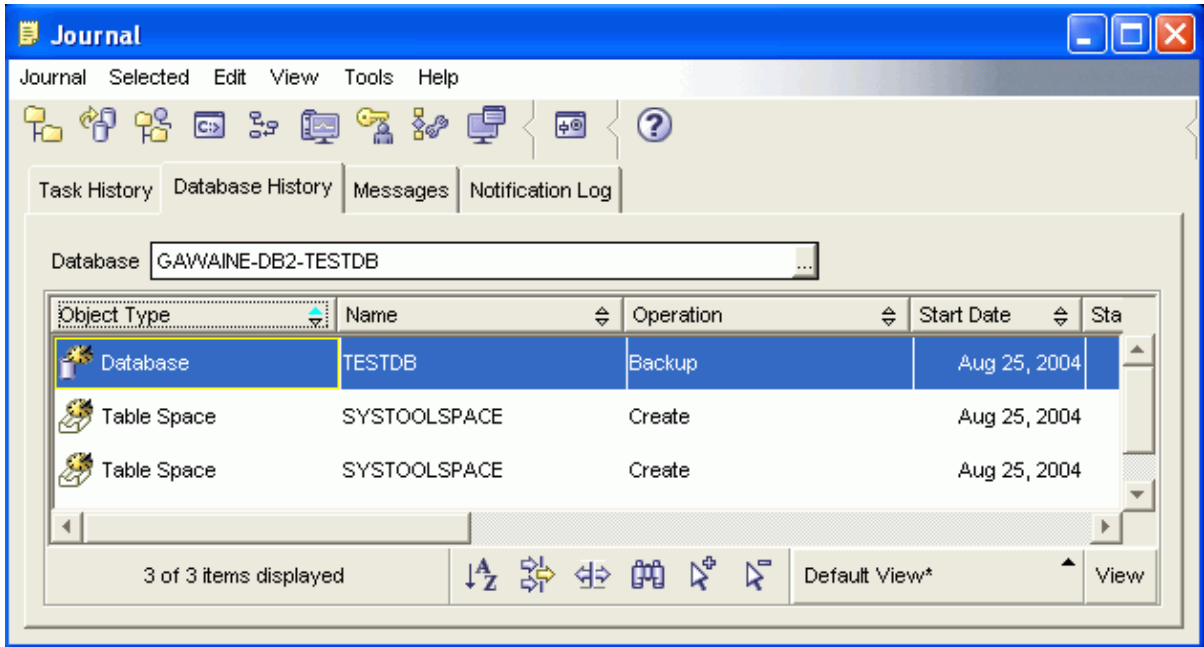 Journal
Journal Selected Edit View Tools Help
C:>
?
Task History Database History Messages Notification Log
Database GAWAINE-DB2-TESTDB ...
Object Type Name Operation Start Date Sta
Database TESTDB Backup Aug 25, 2004
Table Space SYSTOOLSPACE Create Aug 25, 2004
Table Space SYSTOOLSPACE Create Aug 25, 2004
3 of 3 items displayed AZ Default View* View